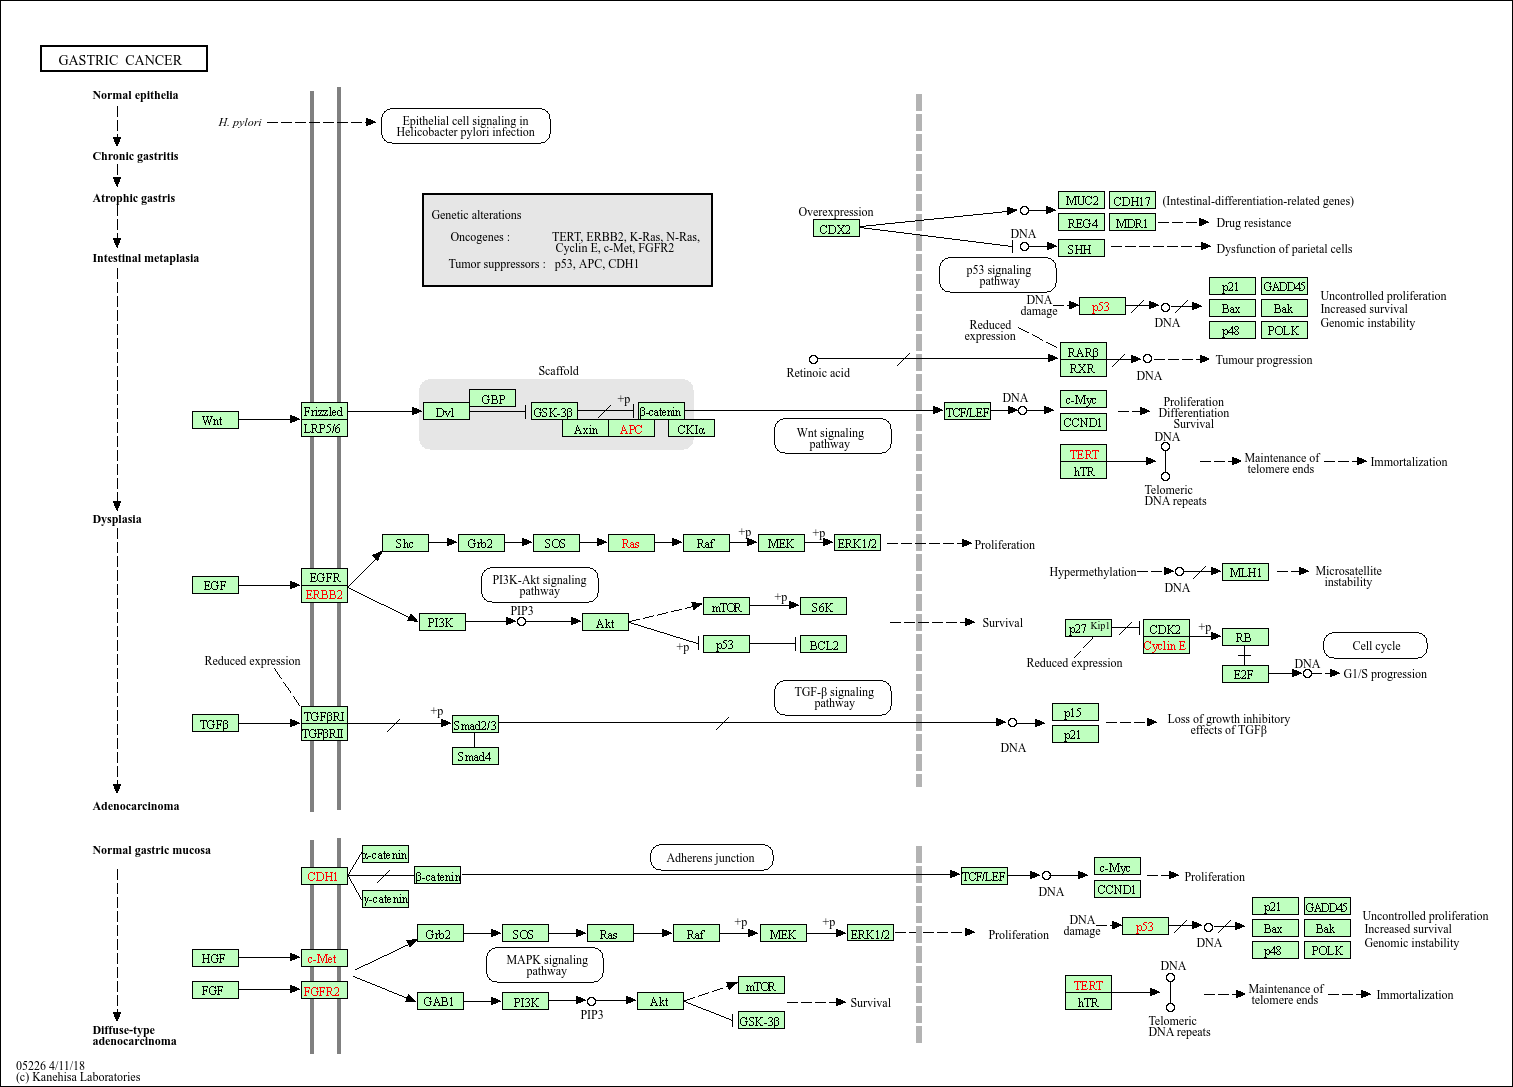 GASTRIC CANCER
Normal epithelia
H. pylori
Epithelial cell signaling in
Helicobacter pylori infection
Chronic gastritis
Atrophic gastris
Intestinal metaplasia
Dysplasia
Adenocarcinoma
Genetic alterations
Oncogenes : TERT, ERBB2, K-Ras, N-Ras,
Cyclin E, c-Met, FGFR2
Tumor suppressors : p53, APC, CDH1
Overexpression
CDX2
MUC2 CDH17 (Intestinal-differentiation-related genes)
REG4 MDR1 Drug resistance
DNA
SHH Dysfunction of parietal cells
p53 signaling
pathway
DNA
damage
p53
DNA
p21 GADD45
Bax Bak
p48 POLK
Uncontrolled proliferation
Increased survival
Genomic instability
Reduced
expression
Retinoic acid
RARβ
RXR
DNA
Tumour progression
Scaffold
Wnt
Frizzled
LRP5/6
Dvl
GBP
GSK-3β
+p
β-catenin
Axin APC CKIα
Wnt signaling
pathway
TCF/LEF
DNA
c-Myc
CCND1
Proliferation
Differentiation
Survival
TERT
hTR
DNA
Telomeric
DNA repeats
Maintenance of
telomere ends
Immortalization
EGF
EGFR
ERBB2
Shc Grb2 SOS Ras Raf +p MEK +p ERK1/2
Proliferation
PI3K-Akt signaling
pathway
PI3K
PIP3
Akt
mTOR +p S6K
+p p53 BCL2
Survival
Hypermethylation
DNA
MLH1
Microsatellite
instability
p27 Kip1
Reduced expression
CDK2
Cyclin E
+p
RB
E2F
DNA
Cell cycle
G1/S progression
Reduced expression
TGFβ
TGFβRI
TGFβRII
+p
Smad2/3
Smad4
TGF-β signaling
pathway
DNA
p15
p21
Loss of growth inhibitory
effects of TGFβ
Normal gastric mucosa
Diffuse-type
adenocarcinoma
CDH1
α-catenin
β-catenin
γ-catenin
Adherens junction
TCF/LEF
DNA
c-Myc
CCND1
Proliferation
HGF
c-Met
FGF
FGFR2
Grb2 SOS Ras Raf +p MEK +p ERK1/2
Proliferation
MAPK signaling
pathway
GAB1 PI3K
PIP3
Akt
mTOR
GSK-3β
Survival
DNA
damage
p53
DNA
p21 GADD45
Bax Bak
p48 POLK
Uncontrolled proliferation
Increased survival
Genomic instability
TERT
hTR
DNA
Telomeric
DNA repeats
Maintenance of
telomere ends
Immortalization
05226 4/11/18
(c) Kanehisa Laboratories